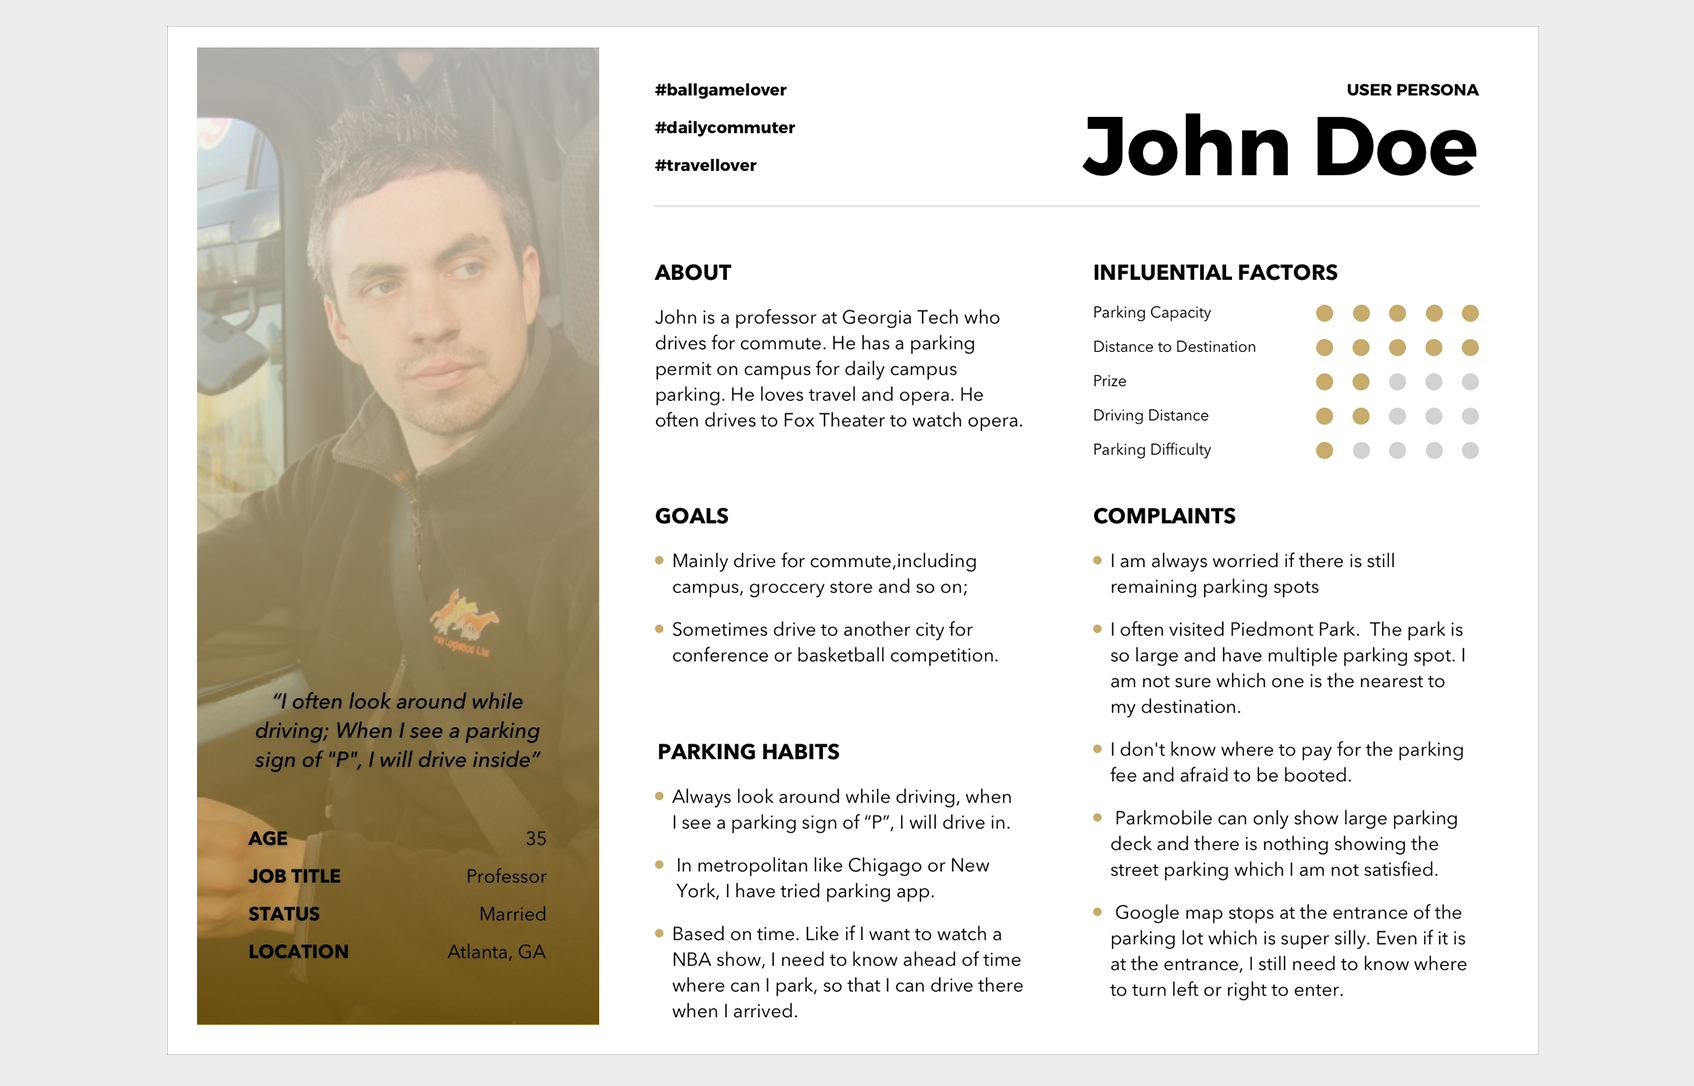 #ballgamelover
#dailycommuter
#travellover
USER PERSONA
John Doe
ABOUT
John is a professor at Georgia Tech who
drives for commute. He has a parking
permit on campus for daily campus
parking. He loves travel and opera. He
often drives to Fox Theater to watch opera.
INFLUENTIAL FACTORS
Parking Capacity
Distance to Destination
Prize
Driving Distance
Parking Difficulty
GOALS
Mainly drive for commute,including
campus, groccery store and so on;
Sometimes drive to another city for
conference or basketball competition.
PARKING HABITS
Always look around while driving, when
I see a parking sign of “P”, I will drive in.
In metropolitan like Chigago or New
York, I have tried parking app.
Based on time. Like if I want to watch a
NBA show, I need to know ahead of time
where can I park, so that I can drive there
when I arrived.
COMPLAINTS
I am always worried if there is still
remaining parking spots
I often visited Piedmont Park.  The park is
so large and have multiple parking spot. I
am not sure which one is the nearest to
my destination.
I don't know where to pay for the parking
fee and afraid to be booted.
Parkmobile can only show large parking
deck and there is nothing showing the
street parking which I am not satisfied.
Google map stops at the entrance of the
parking lot which is super silly. Even if it is
at the entrance, I still need to know where
to turn left or right to enter.
Logistics Ltd
“I often look around while
driving; When I see a parking
sign of "P", I will drive inside”
AGE 35
JOB TITLE Professor
STATUS Married
LOCATION Atlanta, GA